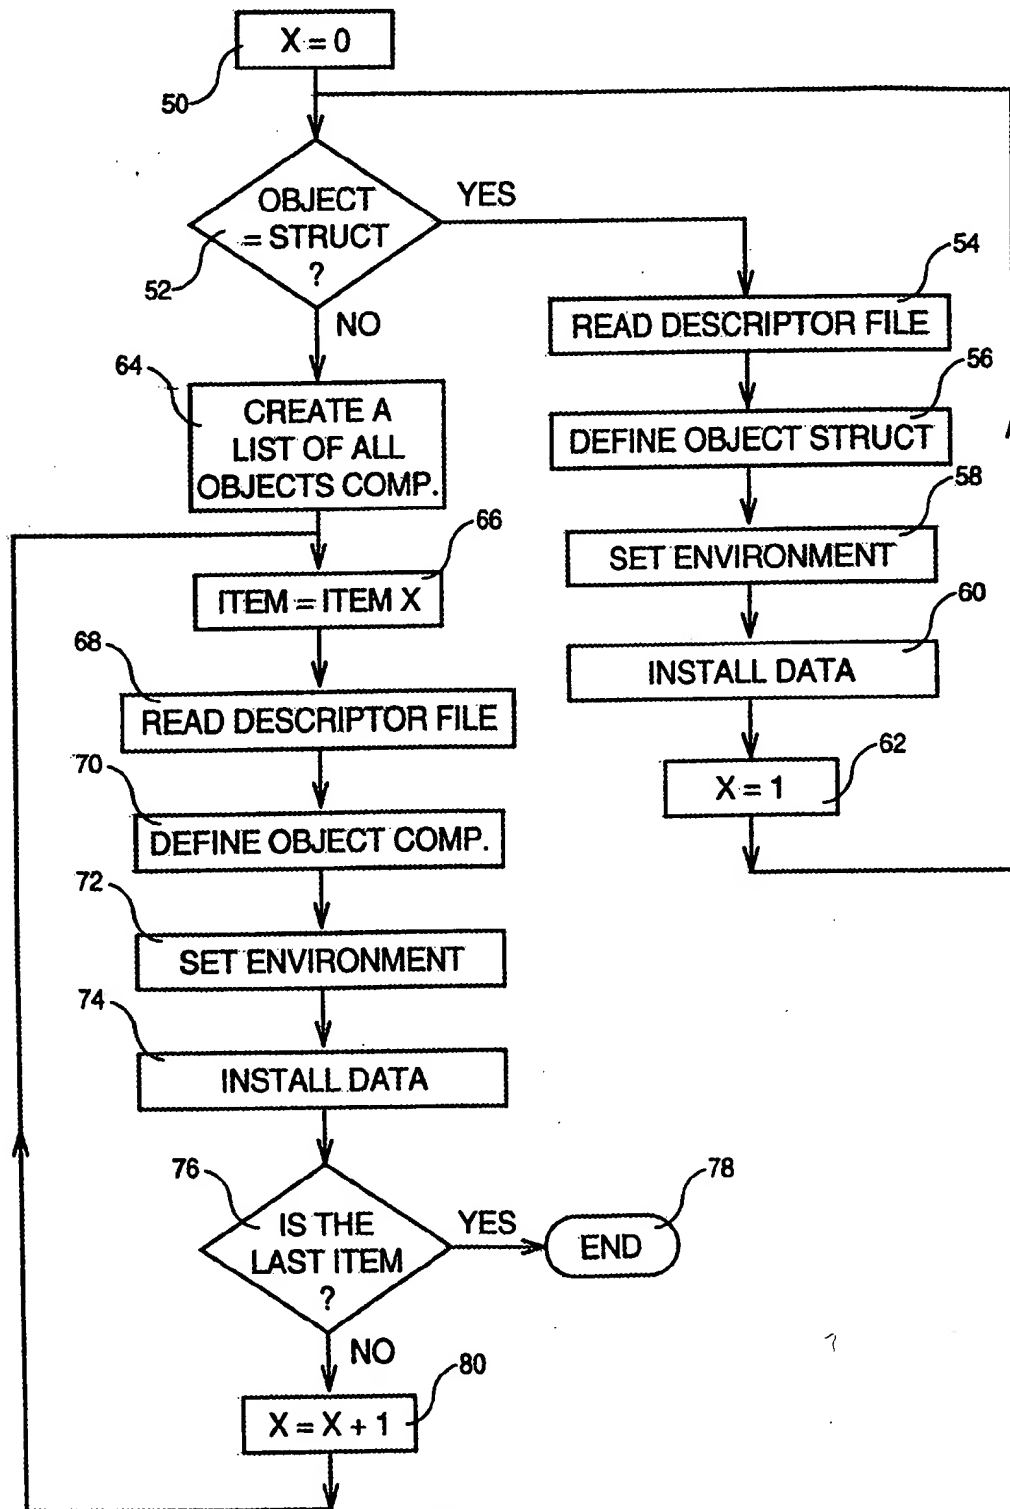 X = 0
50
OBJECT
= STRUCT
?
52
YES
NO
54
READ DESCRIPTOR FILE
56
DEFINE OBJECT STRUCT
58
SET ENVIRONMENT
60
INSTALL DATA
62
X = 1
64
CREATE A
LIST OF ALL
OBJECTS COMP.
66
ITEM = ITEM X
68
READ DESCRIPTOR FILE
70
DEFINE OBJECT COMP.
72
SET ENVIRONMENT
74
INSTALL DATA
76
IS THE
LAST ITEM
?
YES
78
END
NO
80
X = X + 1